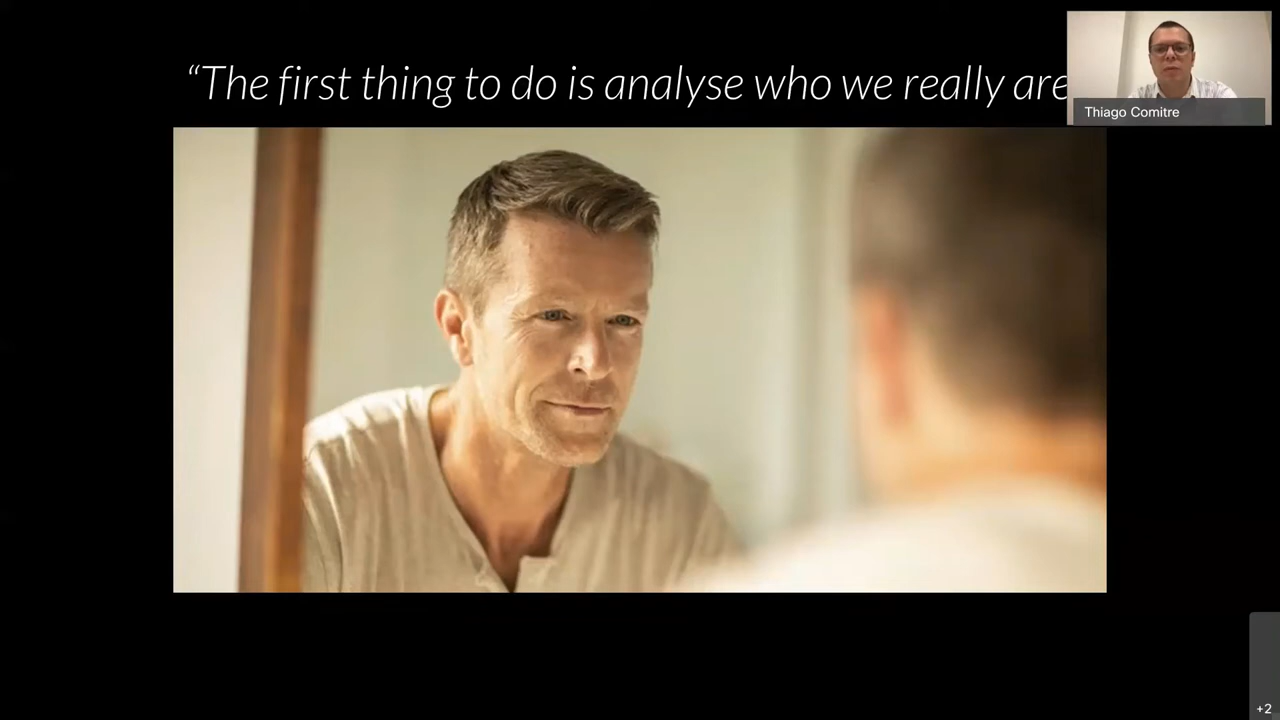 “The first thing to do is analyse who we really are
Thiago Comitre
+2